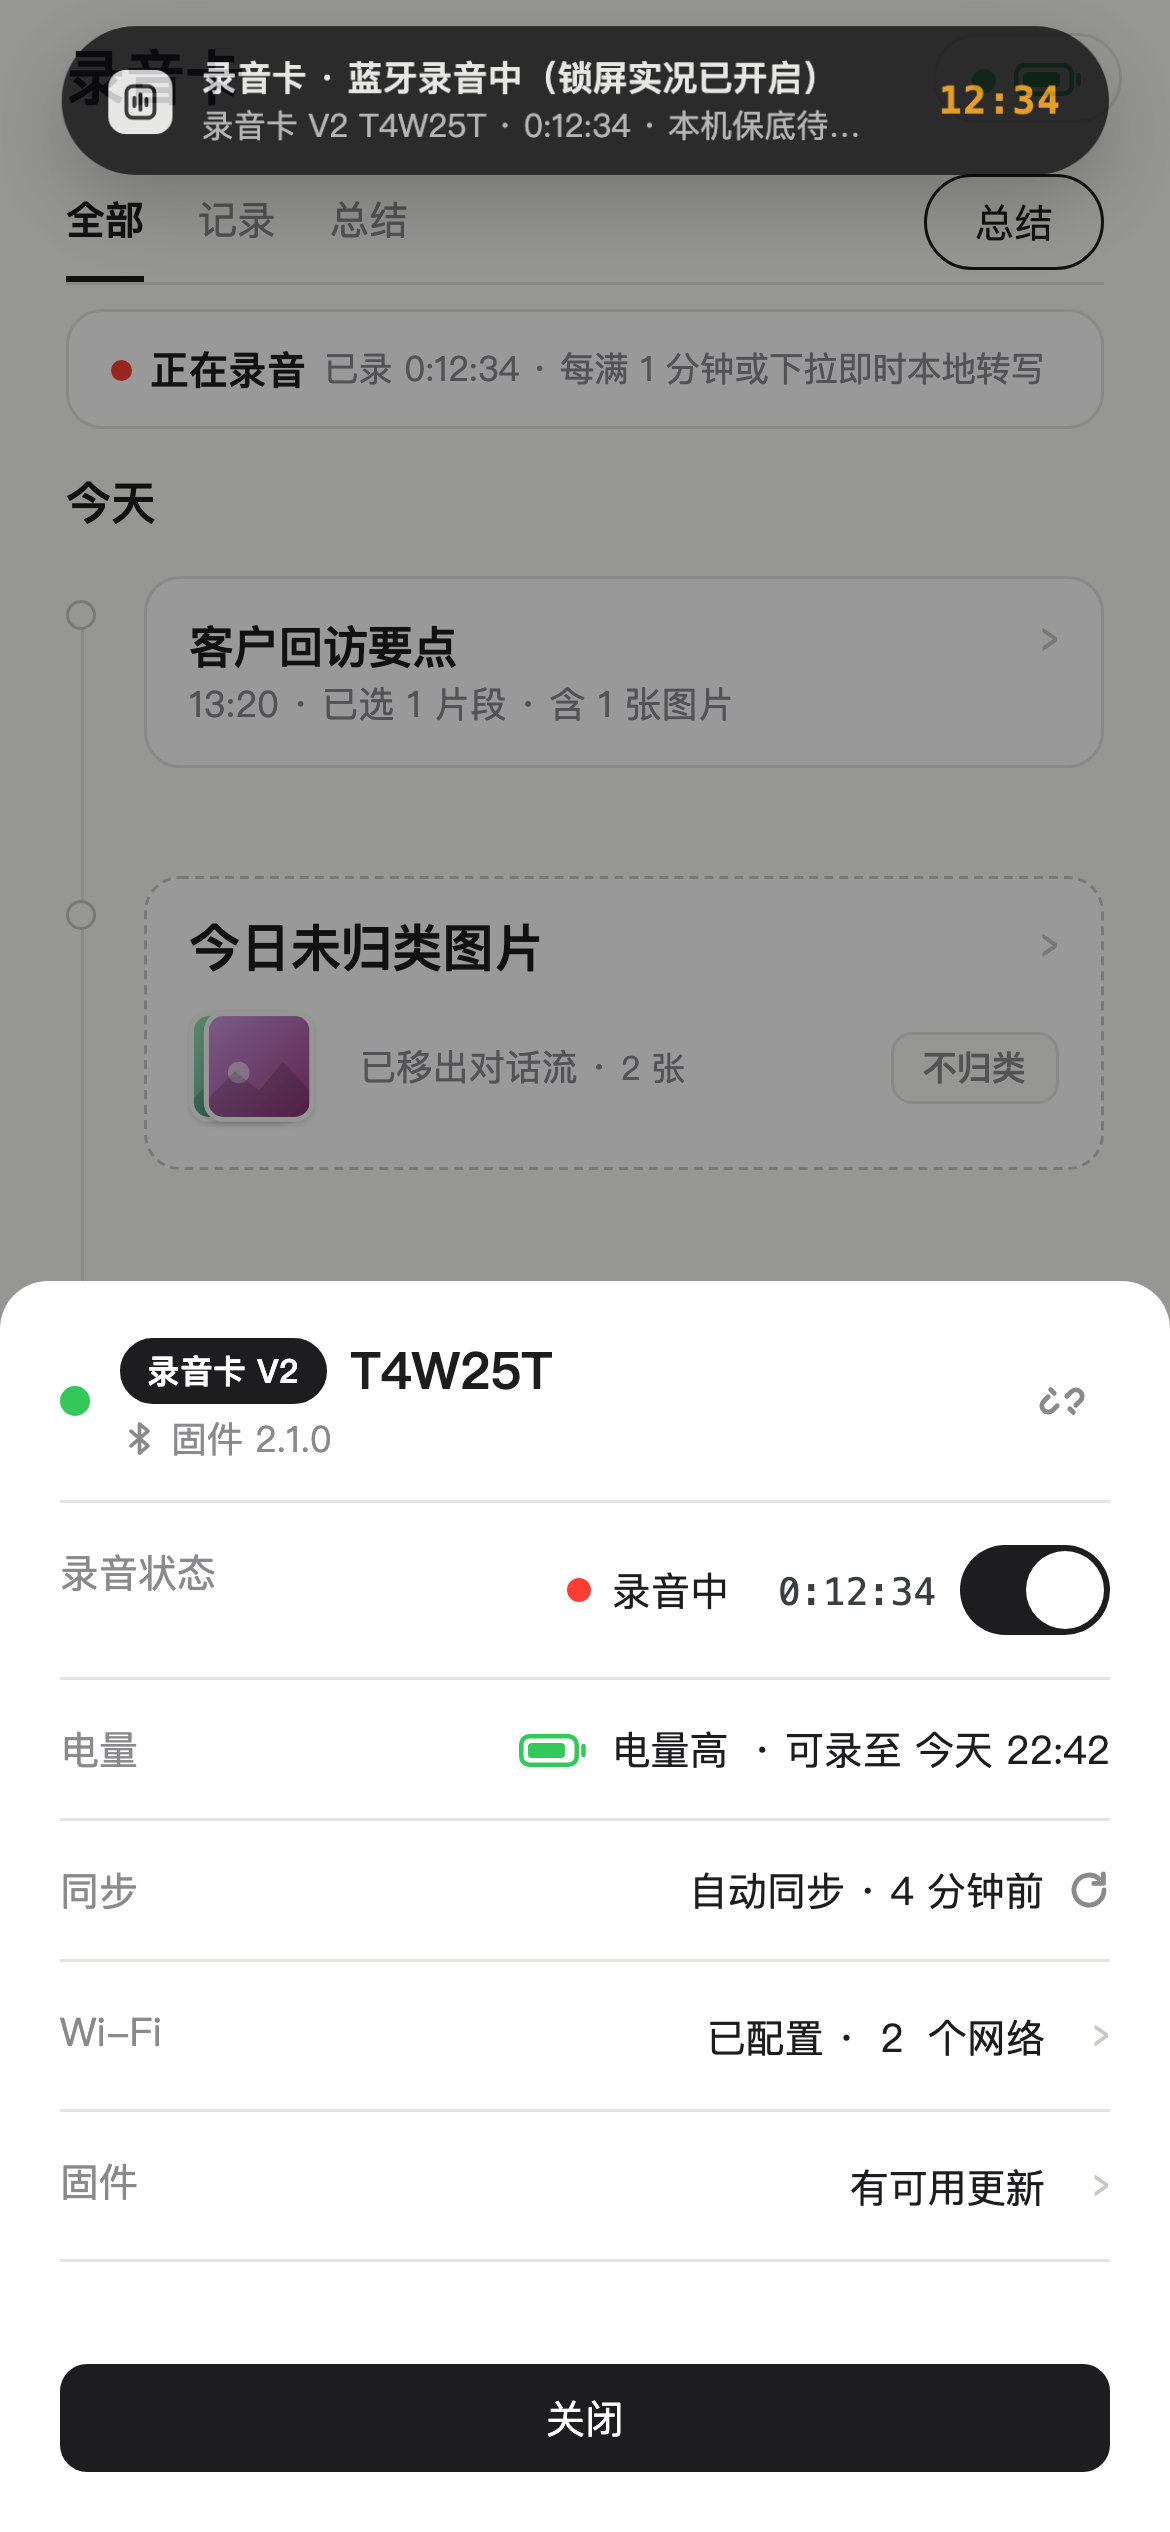 录音卡
录音卡 · 蓝牙录音中（锁屏实况已开启）
录音卡 V2 T4W25T · 0:12:34 · 本机保底待…
12:34
全部 记录 总结
总结
正在录音 已录 0:12:34 · 每满 1 分钟或下拉即时本地转写
今天
客户回访要点
13:20 · 已选 1 片段 · 含 1 张图片
今日未归类图片
已移出对话流 · 2 张
不归类
录音卡 V2 T4W25T
固件 2.1.0
录音状态 录音中 0:12:34
电量 电量高 · 可录至 今天 22:42
同步 自动同步 · 4 分钟前
Wi-Fi 已配置 · 2 个网络
固件 有可用更新
关闭